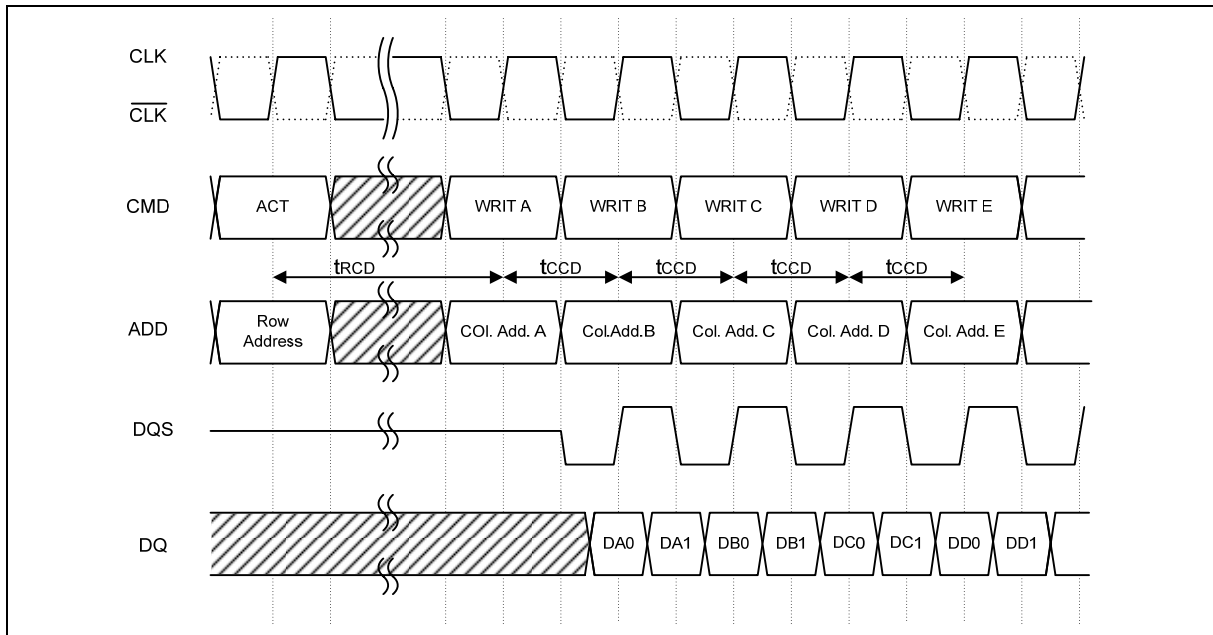 CLK
CLK
CMD
ACT
WRIT A
WRIT B
WRIT C
WRIT D
WRIT E
tRCD
tCCD
tCCD
tCCD
tCCD
ADD
Row
Address
COl. Add. A
Col.Add.B
Col. Add. C
Col. Add. D
Col. Add. E
DQS
DQ
DA0
DA1
DB0
DB1
DC0
DC1
DD0
DD1